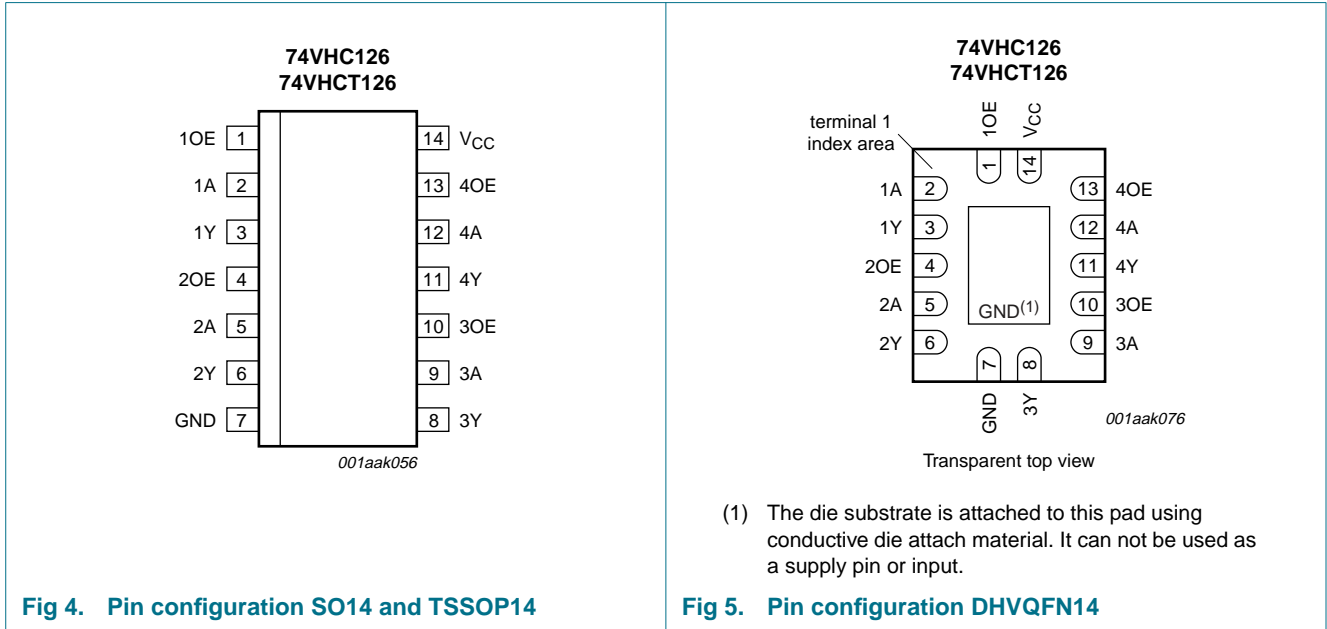 74VHC126
74VHCT126
1OE 1 14 VCC
1A 2 13 4OE
1Y 3 12 4A
2OE 4 11 4Y
2A 5 10 3OE
2Y 6 9 3A
GND 7 8 3Y
001aak056
Fig 4. Pin configuration SO14 and TSSOP14
74VHC126
74VHCT126
terminal 1
index area
1OE VCC
1 14
1A 2 13 4OE
1Y 3 12 4A
2OE 4 11 4Y
2A 5 10 3OE
GND(1)
2Y 6 9 3A
7 8
GND 3Y
001aak076
Transparent top view
(1) The die substrate is attached to this pad using
conductive die attach material. It can not be used as
a supply pin or input.
Fig 5. Pin configuration DHVQFN14